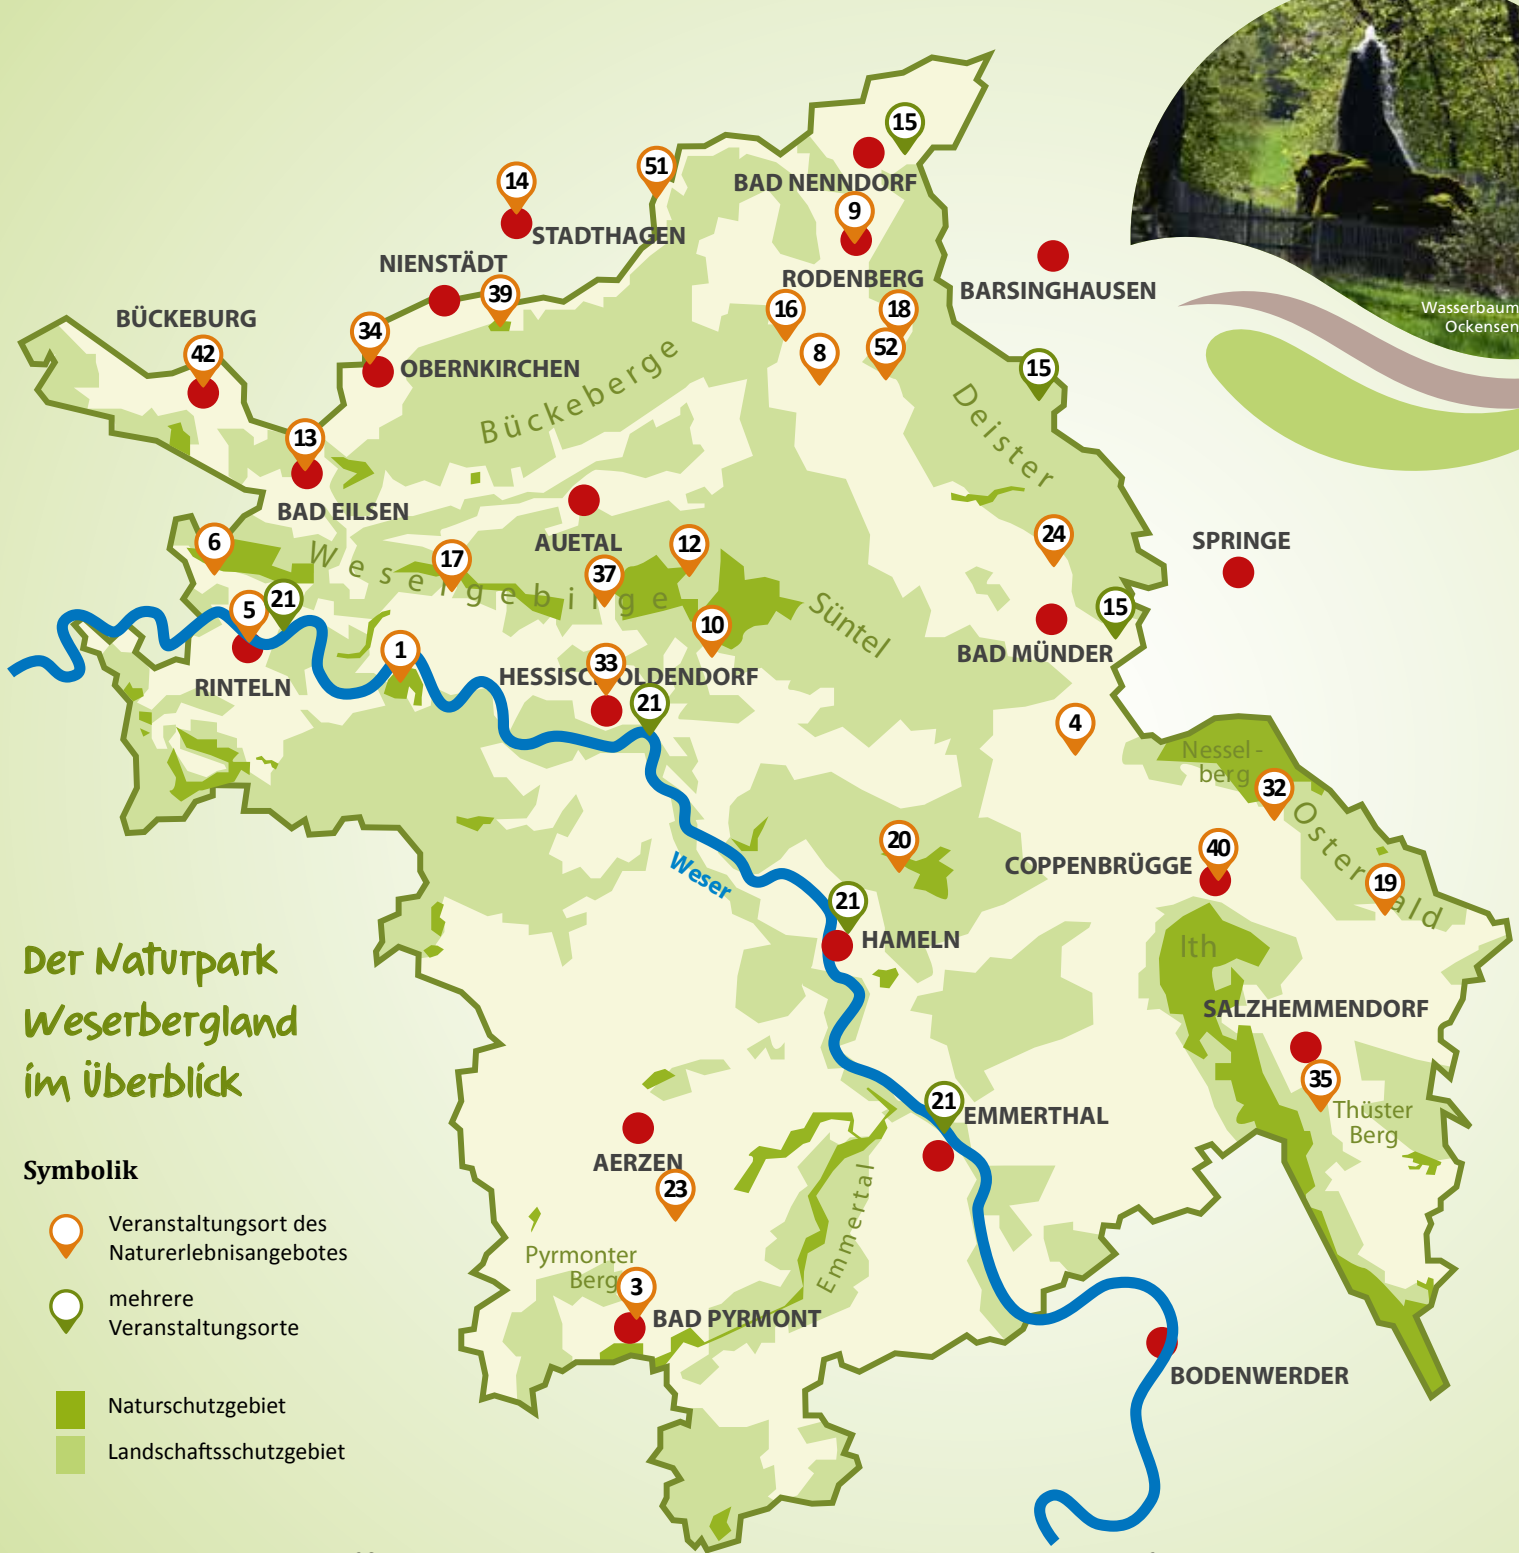 15
BAD NENNDORF
51
14
STADTHAGEN
9
RODENBERG
NIENSTÄDT
39
BARSINGHAUSEN
Wasserbaum
Ockensen
BÜCKEBURG
42
34
OBERNKIRCHEN
16
18
8
52
15
Bückeberge
Deister
13
BAD EILSEN
AUETAL
12
24
SPRINGE
6
Wesergebirge
17
37
Süntel
10
5
21
15
BAD MÜNDER
RINTELN
1
33
HESSISCH OLDENDORF
21
4
Nessel-
berg
32
Osterwald
20
COPPENBRÜGGE
40
19
Weser
21
HAMELN
Ith
SALZHEMMENDORF
35
Thüster
Berg
Der Naturpark
Weserbergland
im Überblick
21
EMMERTHAL
AERZEN
23
Emmertal
Pyrmonter
Berg
3
BAD PYRMONT
BODENWERDER
Symbolik
Veranstaltungsort des
Naturerlebnisangebotes
mehrere
Veranstaltungsorte
Naturschutzgebiet
Landschaftsschutzgebiet